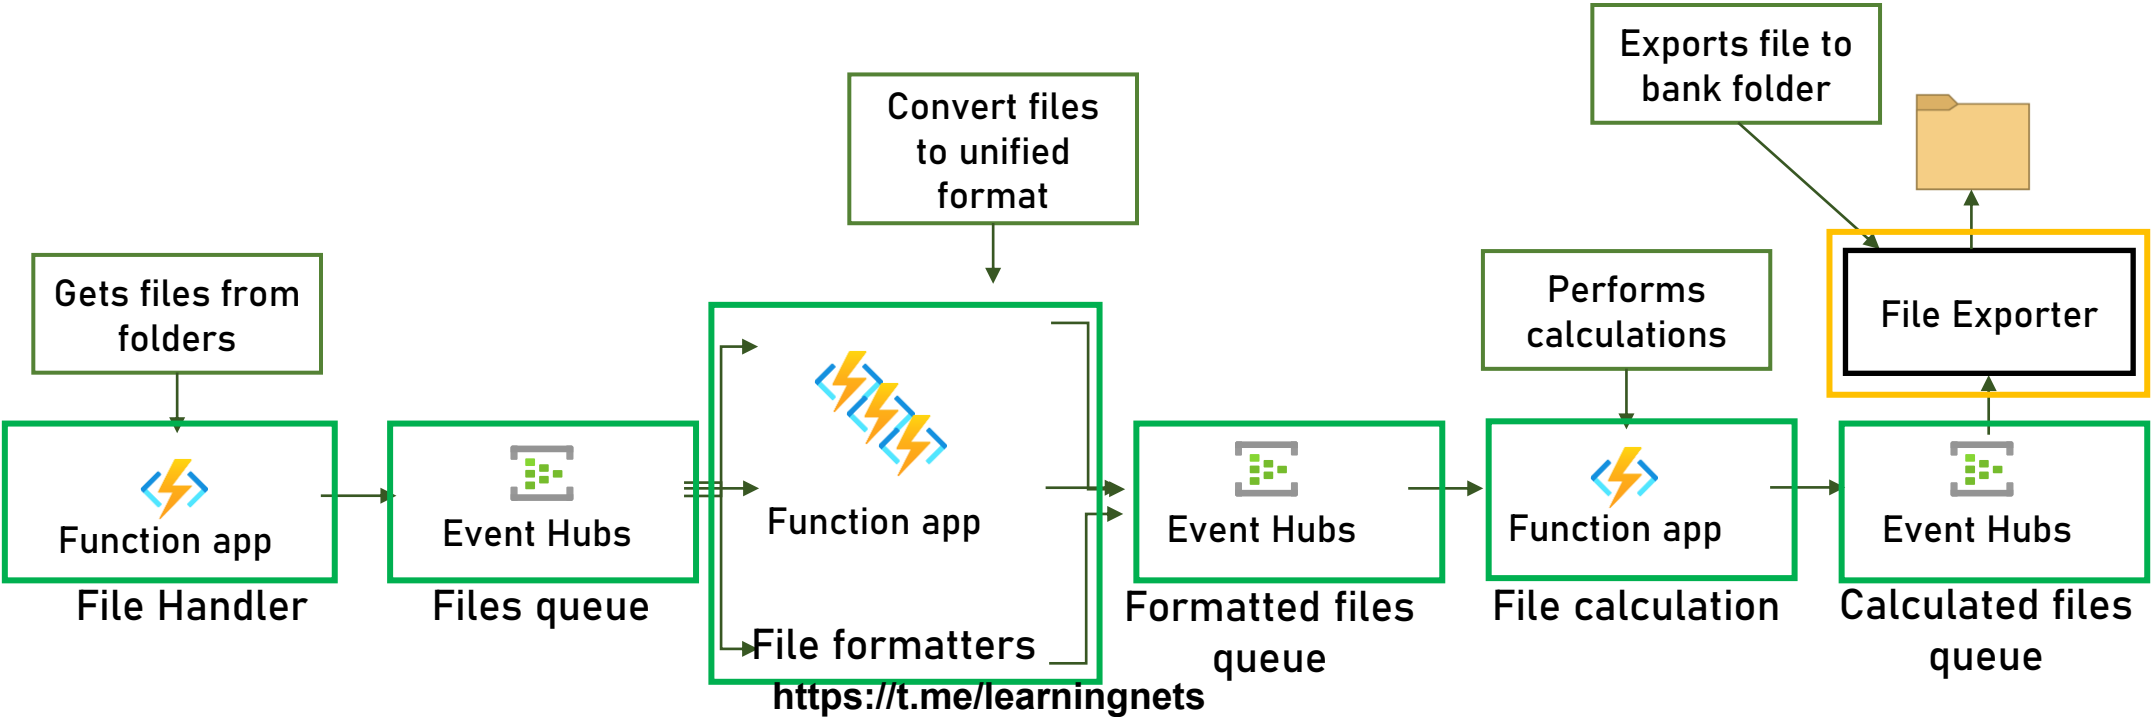 Exports file to
bank folder
Convert files
to unified
format
Gets files from
folders
Performs
calculations
File Exporter
Function app
File Handler
Event Hubs
Files queue
Function app
File formatters
Event Hubs
Formatted files
queue
Function app
File calculation
Event Hubs
Calculated files
queue
https://t.me/learningnets